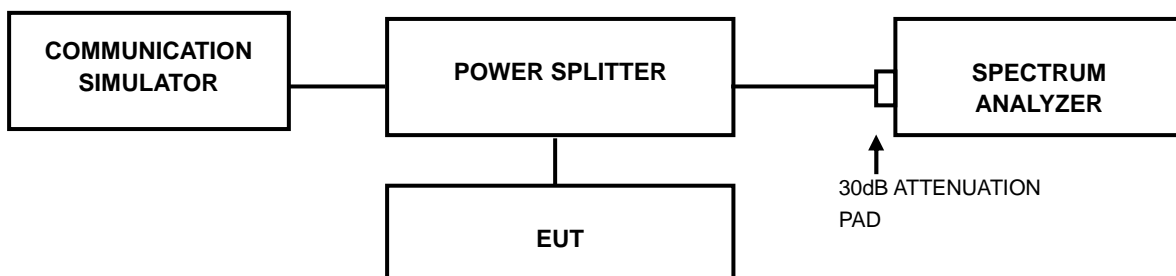 COMMUNICATION
SIMULATOR
POWER SPLITTER
SPECTRUM
ANALYZER
30dB ATTENUATION
PAD
EUT